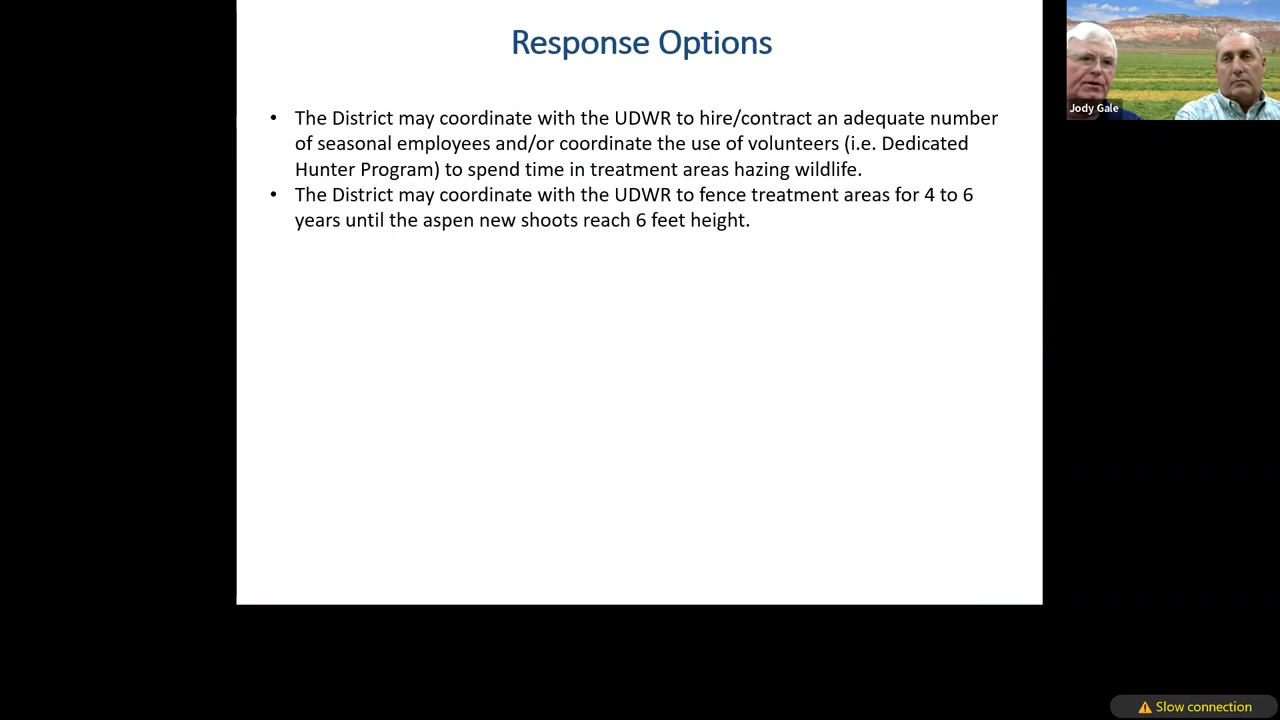 Response Options
• The District may coordinate with the UDWR to hire/contract an adequate number
of seasonal employees and/or coordinate the use of volunteers (i.e. Dedicated
Hunter Program) to spend time in treatment areas hazing wildlife.
• The District may coordinate with the UDWR to fence treatment areas for 4 to 6
years until the aspen new shoots reach 6 feet height.
Jody Gale
Slow connection